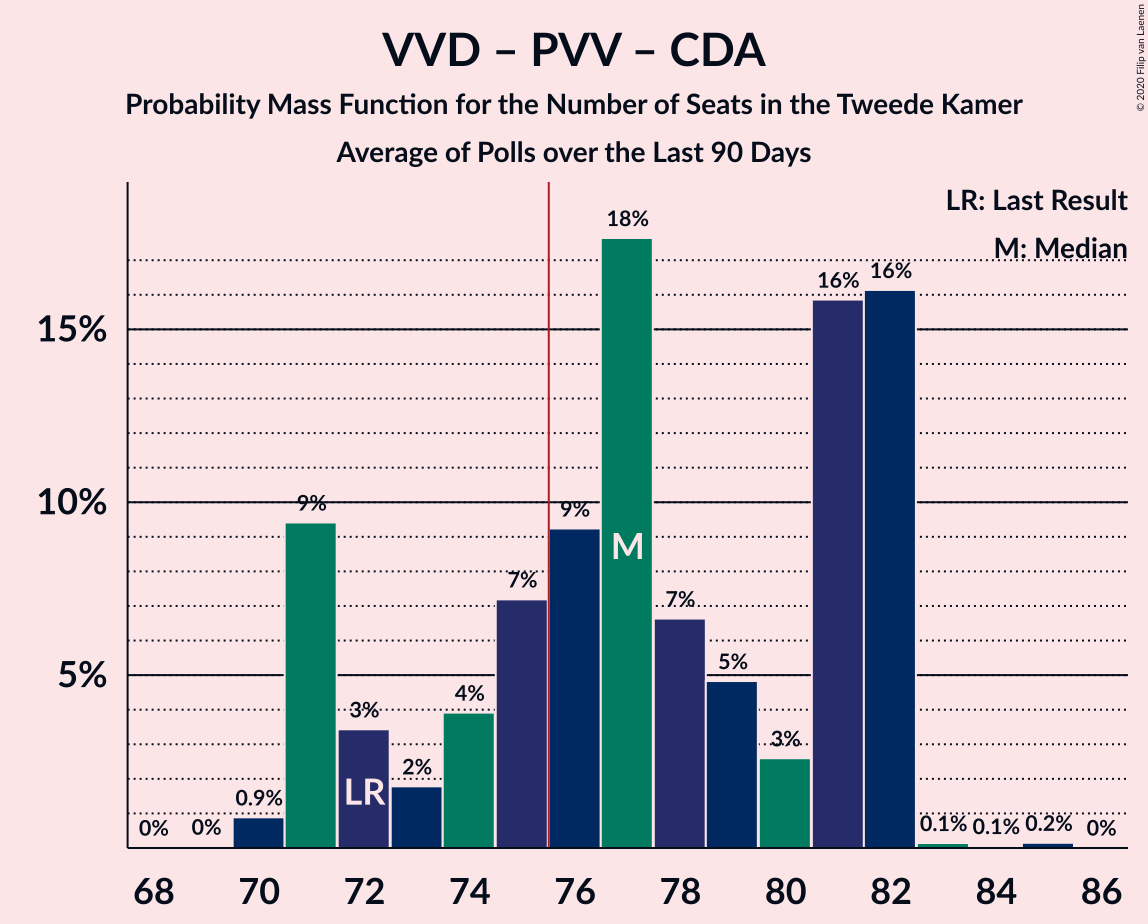 VVD – PVV – CDA
Probability Mass Function for the Number of Seats in the Tweede Kamer
Average of Polls over the Last 90 Days
© 2020 Filip van Laenen
LR: Last Result
M: Median
15%
10%
5%
0%
0%
0.9%
9%
3%
2%
4%
7%
9%
18%
7%
5%
3%
16%
16%
0.1%
0.1%
0.2%
0%
LR
M
68 70 72 74 76 78 80 82 84 86